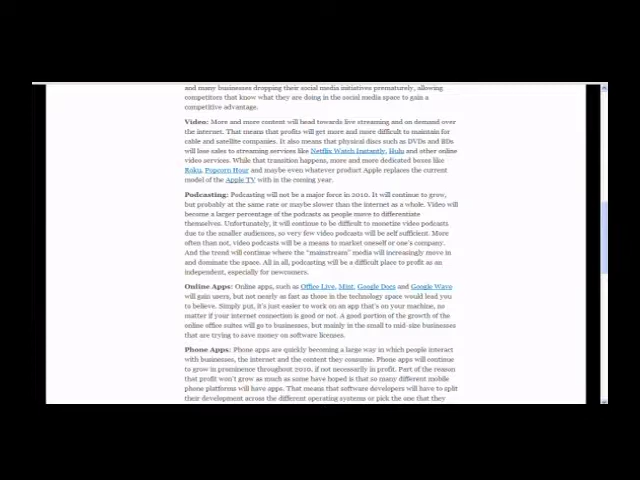 and many businesses dropping their social media initiatives prematurely, allowing
competitors that know what they are doing in the social media space to gain a
competitive advantage.
Video: More and more content will head towards live streaming and on demand over
the internet. That means that profits will get more and more difficult to maintain for
cable and satellite companies. It also means that physical discs such as DVDs and BDs
will lose sales to streaming services like Netflix Watch Instantly, Hulu and other online
video services. While that transition happens, more and more dedicated boxes like
Roku, Popcorn Hour and maybe even whatever product Apple replaces the current
model of the Apple TV with in the coming year.
Podcasting: Podcasting will not be a major force in 2010. It will continue to grow,
but probably at the same rate or maybe slower than the internet as a whole. Video will
become a larger percentage of the podcasts as people move to differentiate
themselves. Unfortunately, it will continue to be difficult to monetize video podcasts
due to the smaller audiences, so very few video podcasts will be self sufficient. More
often than not, video podcasts will be a means to market oneself or one's company.
And the trend will continue where the "mainstream" media will increasingly move in
and dominate the space. All in all, podcasting will be a difficult place to profit as an
independent, especially for newcomers.
Online Apps: Online apps, such as Office Live, Mint, Google Docs and Google Wave
will gain users, but not nearly as fast as those in the technology space would lead you
to believe. Simply put, it's just easier to work on an app that's on your machine, no
matter if your internet connection is good or not. A good portion of the growth of the
online office suites will go to businesses, but mainly in the small to mid-size businesses
that are trying to save money on software licenses.
Phone Apps: Phone apps are quickly becoming a large way in which people interact
with businesses, the internet and the content they consume. Phone apps will continue
to grow in prominence throughout 2010, if not necessarily in profit. Part of the reason
that profit won't grow as much as some have hoped is that so many different mobile
phone platforms will have apps. That means that software developers will have to split
their development across the different operating systems or pick the one that they